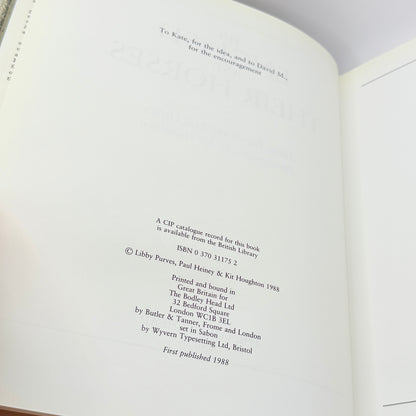 To Kate, for the idea, and to David M.,
for the encouragement
THEIR HORSES
A CIP catalogue record for this book
is available from the British Library
ISBN 0 370 31175 2
© Libby Purves, Paul Heiney & Kit Houghton 1988
Printed and bound in
Great Britain for
The Bodley Head Ltd
32 Bedford Square
London WC1B 3EL
by Butler & Tanner, Frome and London
set in Sabon
by Wyvern Typesetting Ltd, Bristol
First published 1988